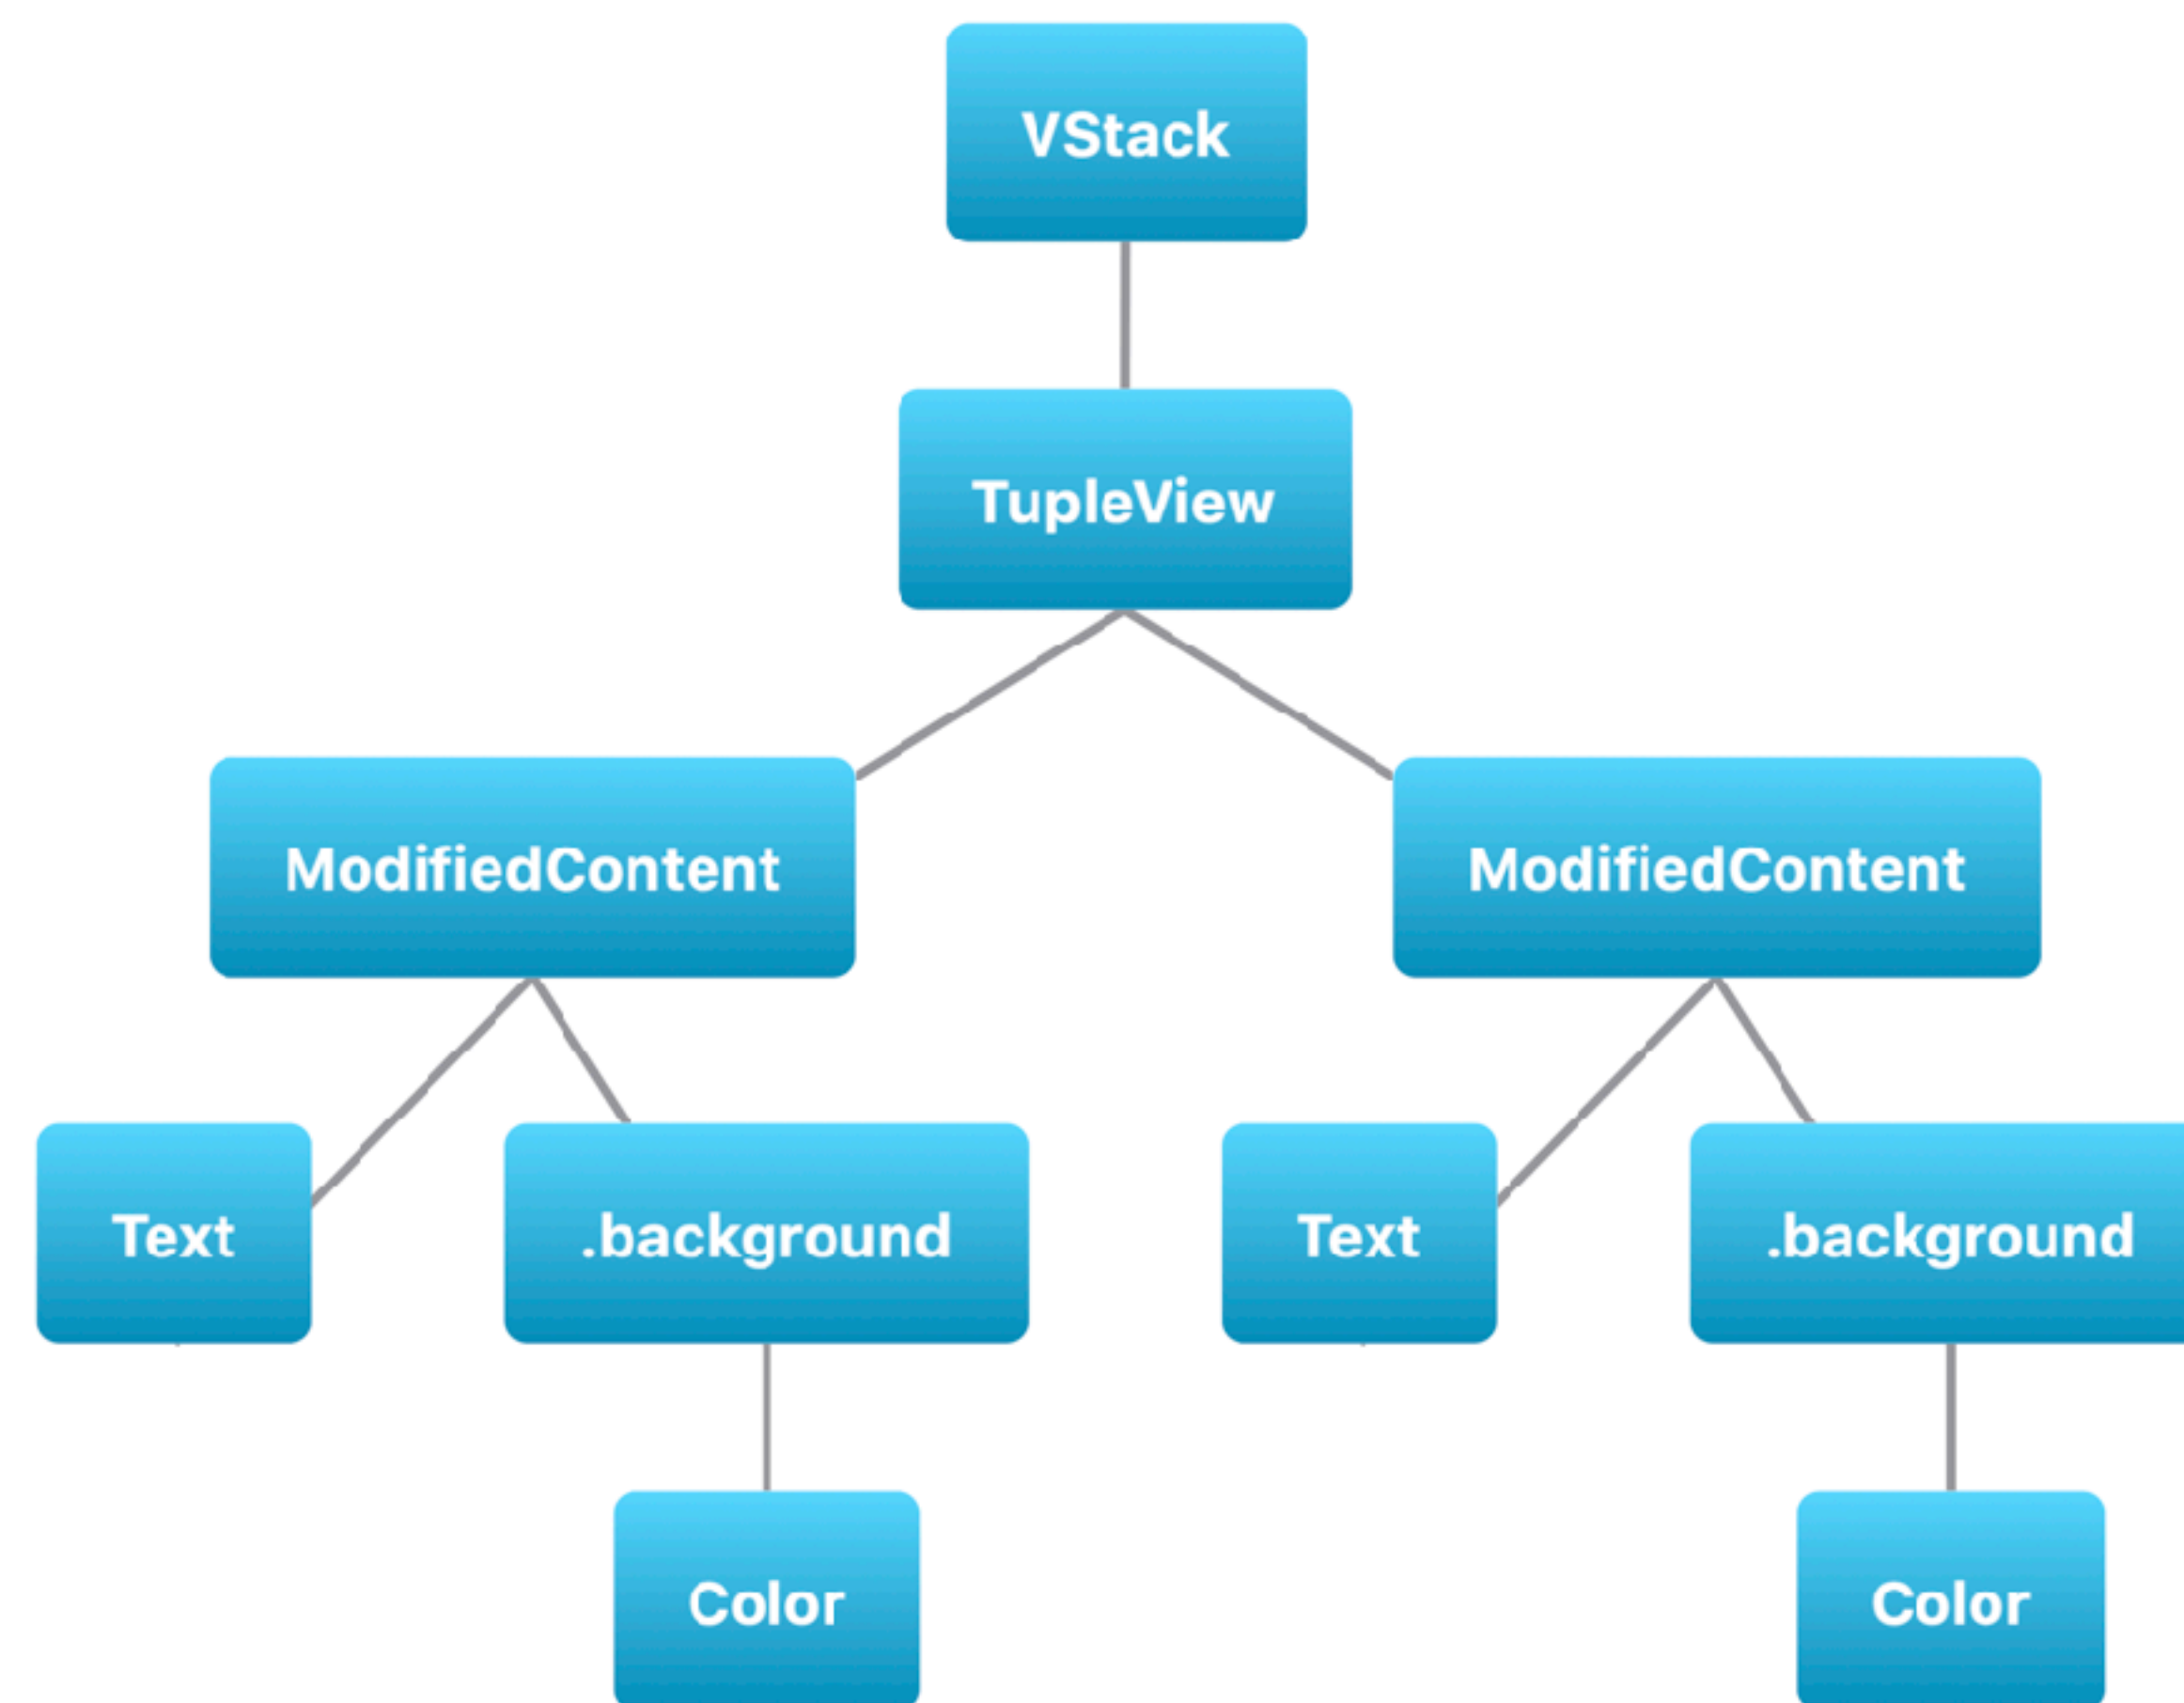 VStack
TupleView
ModifiedContent
ModifiedContent
Text
.background
Text
.background
Color
Color